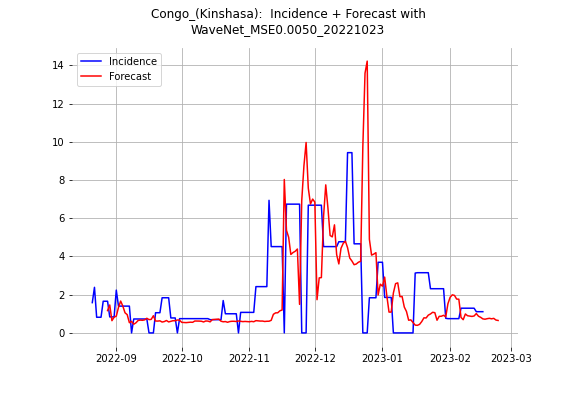 Congo_(Kinshasa):  Incidence + Forecast with
WaveNet_MSE0.0050_20221023
Incidence
Forecast
14
12
10
8
6
4
2
0
2022-09 2022-10 2022-11 2022-12 2023-01 2023-02 2023-03